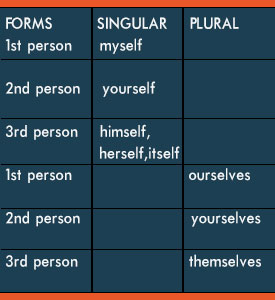 FORMS SINGULAR PLURAL
1st person myself
2nd person yourself
3rd person himself,
herself,itself
1st person ourselves
2nd person yourselves
3rd person themselves